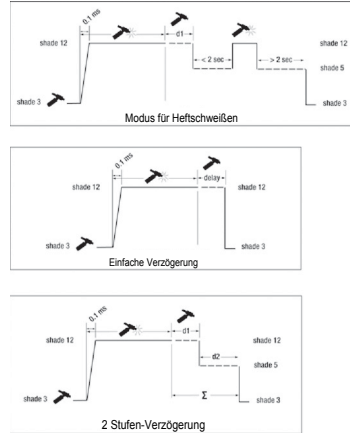 0.1 ms
shade 12
d1
shade 12
< 2 sec
> 2 sec
shade 5
shade 3
shade 3
Modus für Heftschweißen
0.1 ms
shade 12
delay
shade 12
shade 3
shade 3
Einfache Verzögerung
0.1 ms
shade 12
d1
shade 12
d2
shade 5
shade 3
Σ
shade 3
2 Stufen-Verzögerung